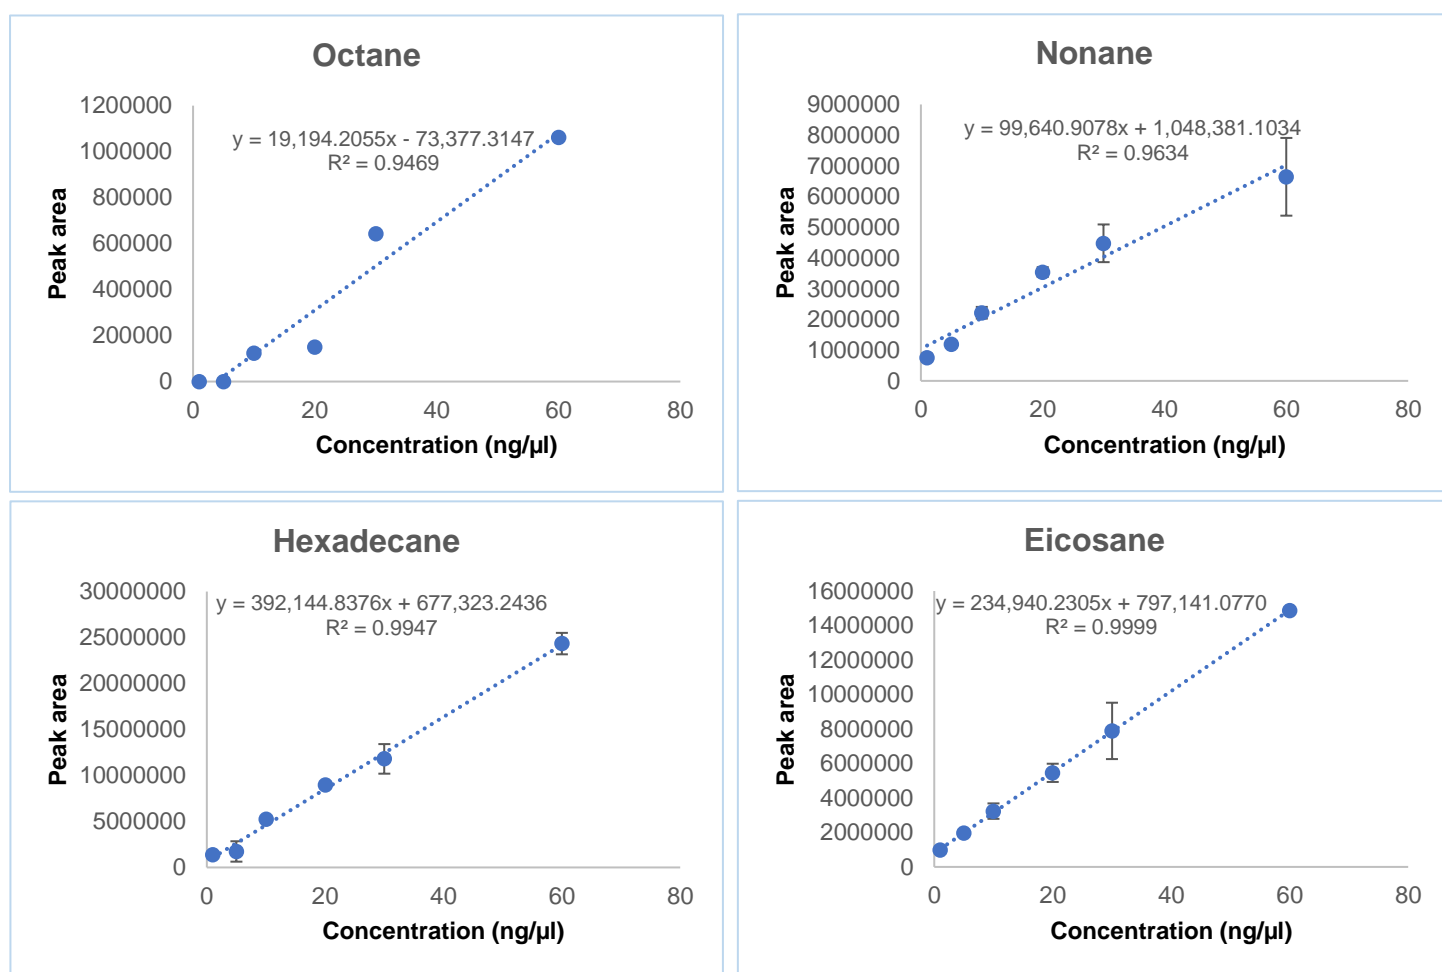 Octane
1200000
1000000
800000
600000
400000
200000
0
y = 19,194.2055x - 73,377.3147
R² = 0.9469
0 20 40 60 80
Peak area
Concentration (ng/µl)
Nonane
9000000
8000000
7000000
6000000
5000000
4000000
3000000
2000000
1000000
0
y = 99,640.9078x + 1,048,381.1034
R² = 0.9634
0 20 40 60 80
Peak area
Concentration (ng/µl)
Hexadecane
30000000
25000000
20000000
15000000
10000000
5000000
0
y = 392,144.8376x + 677,323.2436
R² = 0.9947
0 20 40 60 80
Peak area
Concentration (ng/µl)
Eicosane
16000000
14000000
12000000
10000000
8000000
6000000
4000000
2000000
0
y = 234,940.2305x + 797,141.0770
R² = 0.9999
0 20 40 60 80
Peak area
Concentration (ng/µl)